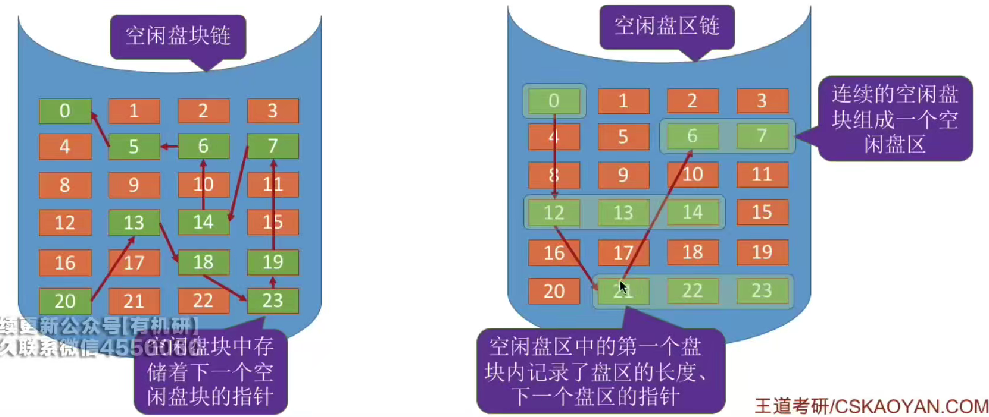 空闲盘块链
0 1 2 3
4 5 6 7
8 9 10 11
12 13 14 15
16 17 18 19
20 21 22 23
空闲盘块中存
储着下一个空
闲盘块的指针
续更新公众号[有机研]
久联系微信4550080
空闲盘区链
0 1 2 3
4 5 6 7
8 9 10 11
12 13 14 15
16 17 18 19
20 21 22 23
连续的空闲盘
块组成一个空
闲盘区
空闲盘区中的第一个盘
块内记录了盘区的长度、
下一个盘区的指针
王道考研/CSKAOYAN.COM